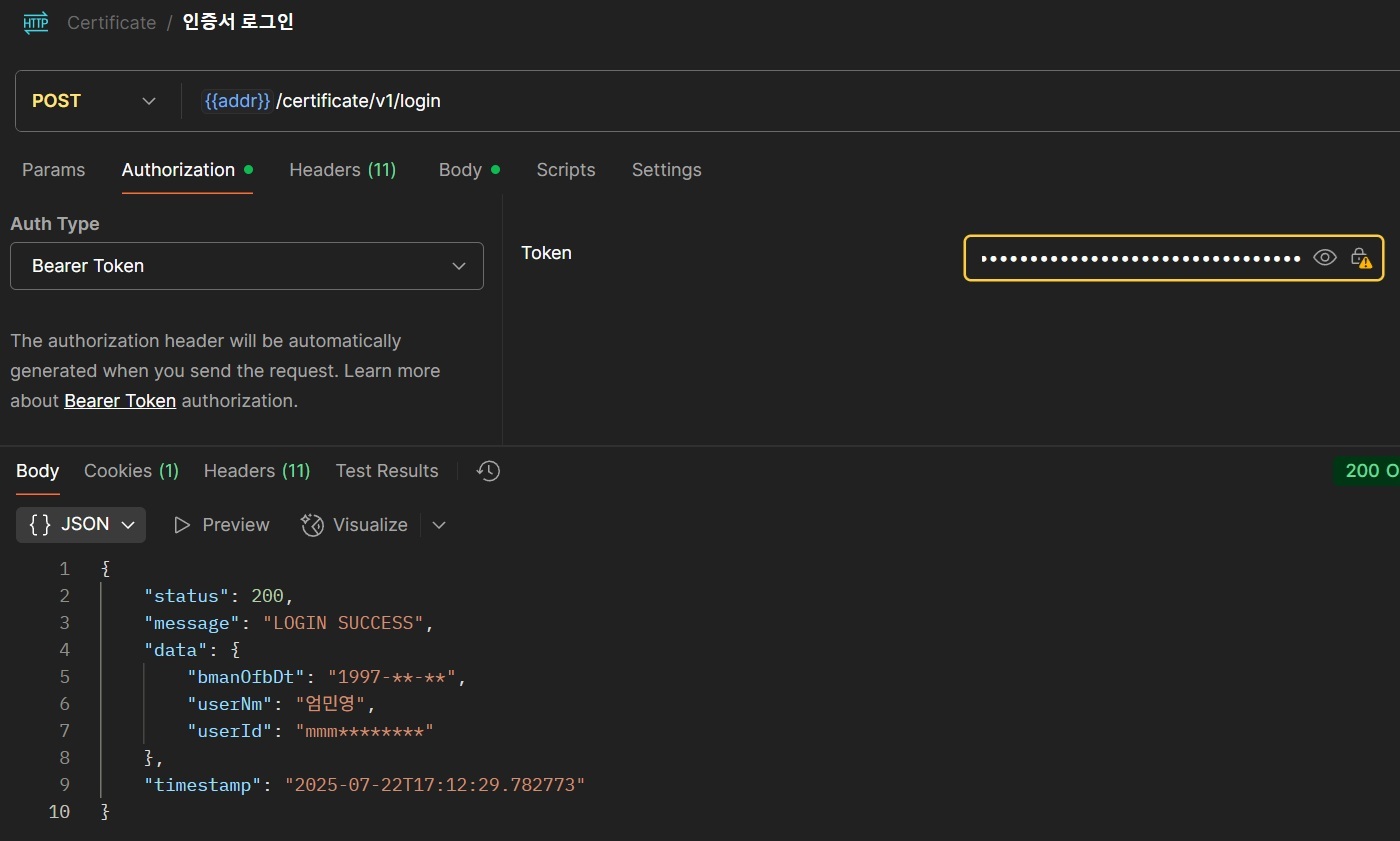 HTTP Certificate / 인증서 로그인
POST {{addr}} /certificate/v1/login
Params Authorization Headers (11) Body Scripts Settings
Auth Type
Bearer Token
Token
The authorization header will be automatically
generated when you send the request. Learn more
about Bearer Token authorization.
Body Cookies (1) Headers (11) Test Results 200 O
{} JSON Preview Visualize
1 {
2 "status": 200,
3 "message": "LOGIN SUCCESS",
4 "data": {
5 "bmanOfbDt": "1997-**-**",
6 "userNm": "엄민영",
7 "userId": "mmm********"
8 },
9 "timestamp": "2025-07-22T17:12:29.782773"
10 }